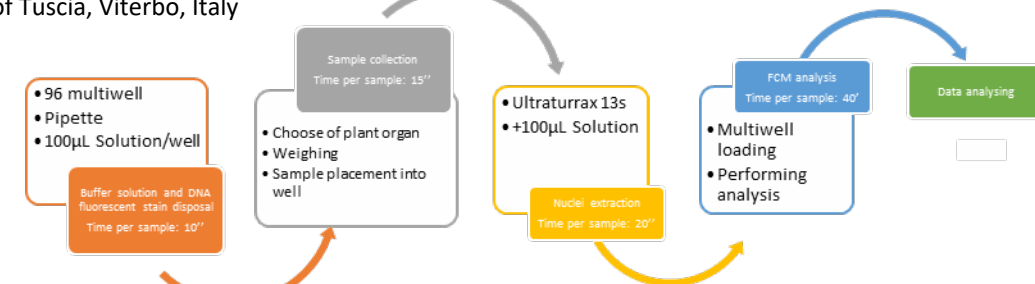 of Tuscia, Viterbo, Italy
• 96 multiwell
• Pipette
• 100µL Solution/well
Buffer solution and DNA
fluorescent stain disposal
Time per sample: 10’’
Sample collection
Time per sample: 15’’
• Choose of plant organ
• Weighing
• Sample placement into
well
• Ultraturrax 13s
• +100µL Solution
Nuclei extraction
Time per sample: 20’’
FCM analysis
Time per sample: 40’
• Multiwell
loading
• Performing
analysis
Data analysing